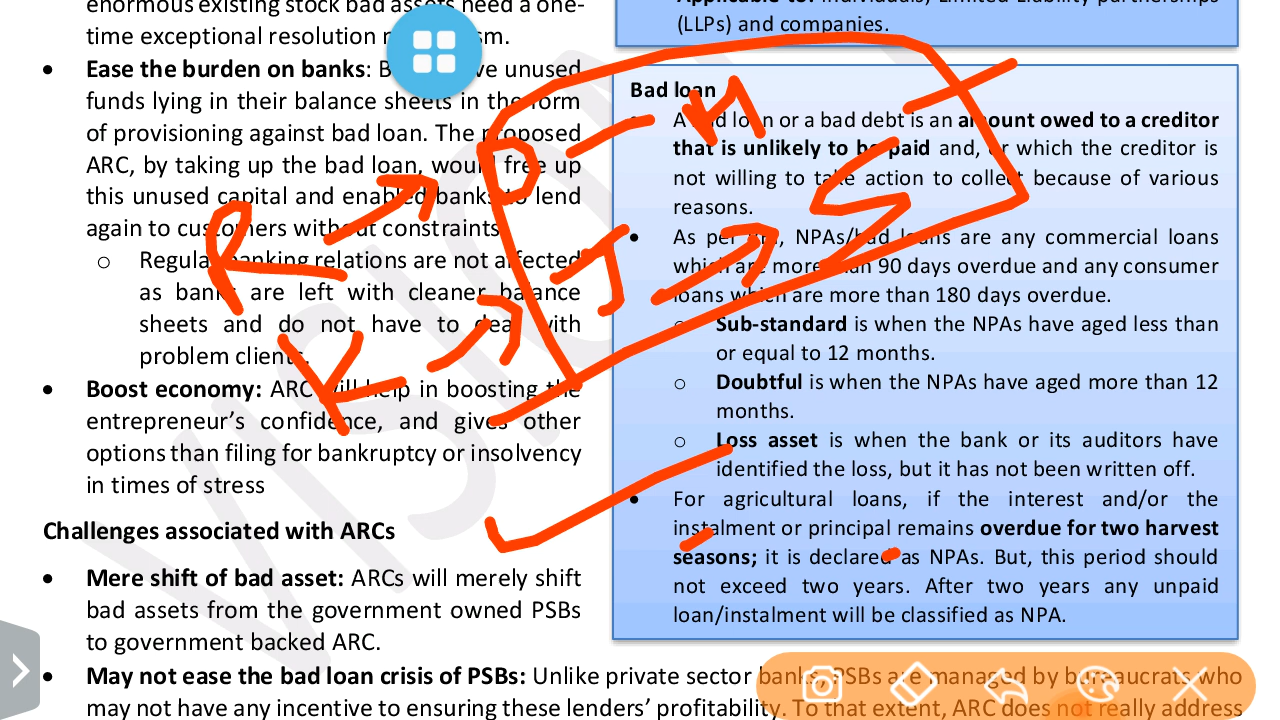 enormous existing stock bad assets need a one-
time exceptional resolution
Ease the burden on banks: unused
funds lying in their balance sheets in the form
of provisioning against bad loan. The proposed
ARC, by taking up the bad loan, would free up
this unused capital and enabled banks to lend
again to customers without constraints.
o Regular banking relations are not affected
as banks are left with cleaner balance
sheets and do not have to deal with
problem clients.
Boost economy: ARC will help in boosting the
entrepreneur's confidence, and gives other
options than filing for bankruptcy or insolvency
in times of stress
Challenges associated with ARCs
Mere shift of bad asset: ARCs will merely shift
bad assets from the government owned PSBs
to government backed ARC.
May not ease the bad loan crisis of PSBs: Unlike private sector banks, PSBs are managed by bureaucrats who
may not have any incentive to ensuring these lenders' profitability. To that extent, ARC does not really address
(LLPs) and companies.
Bad loan
A bad loan or a bad debt is an amount owed to a creditor
that is unlikely to be paid and, or which the creditor is
not willing to take action to collect because of various
reasons.
As per, NPAs/bad loans are any commercial loans
which are more than 90 days overdue and any consumer
loans which are more than 180 days overdue.
o Sub-standard is when the NPAs have aged less than
or equal to 12 months.
o Doubtful is when the NPAs have aged more than 12
months.
o Loss asset is when the bank or its auditors have
identified the loss, but it has not been written off.
For agricultural loans, if the interest and/or the
instalment or principal remains overdue for two harvest
seasons; it is declared as NPAs. But, this period should
not exceed two years. After two years any unpaid
loan/instalment will be classified as NPA.